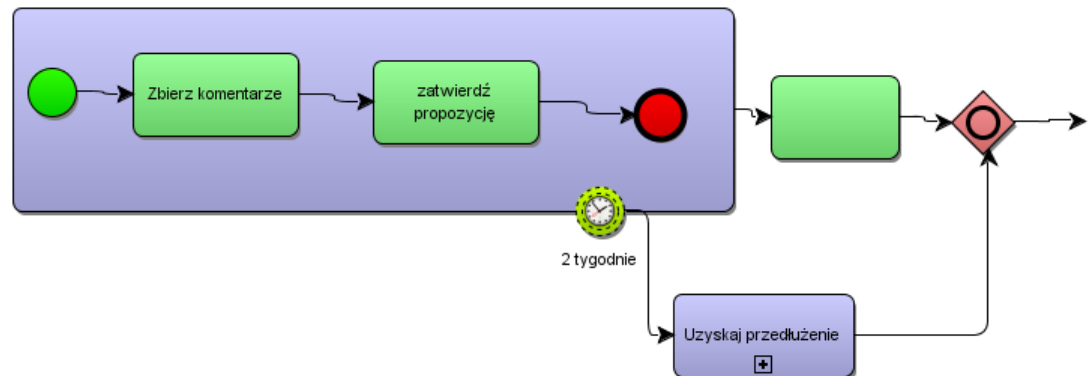 Zbierz komentarze
zatwierdź
propozycję
2 tygodnie
Uzyskaj przedłużenie